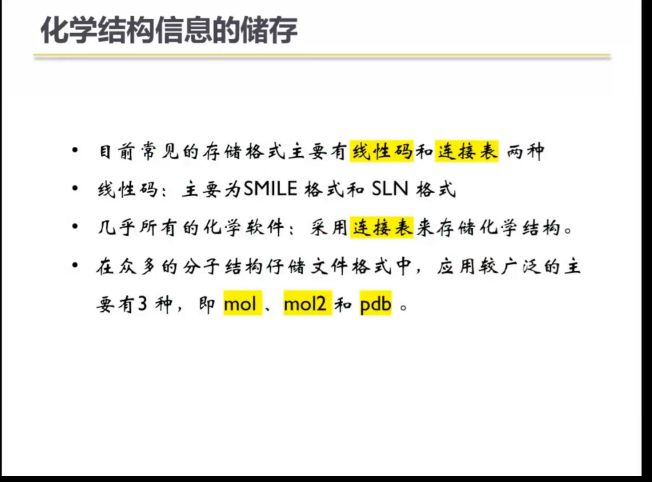 化学结构信息的储存
• 目前常见的存储格式主要有线性码和连接表 两种
• 线性码：主要为SMILE 格式和 SLN 格式
• 几乎所有的化学软件：采用连接表来存储化学结构。
• 在众多的分子结构仔储文件格式中，应用较广泛的主
要有3 种，即 mol 、mol2 和 pdb 。